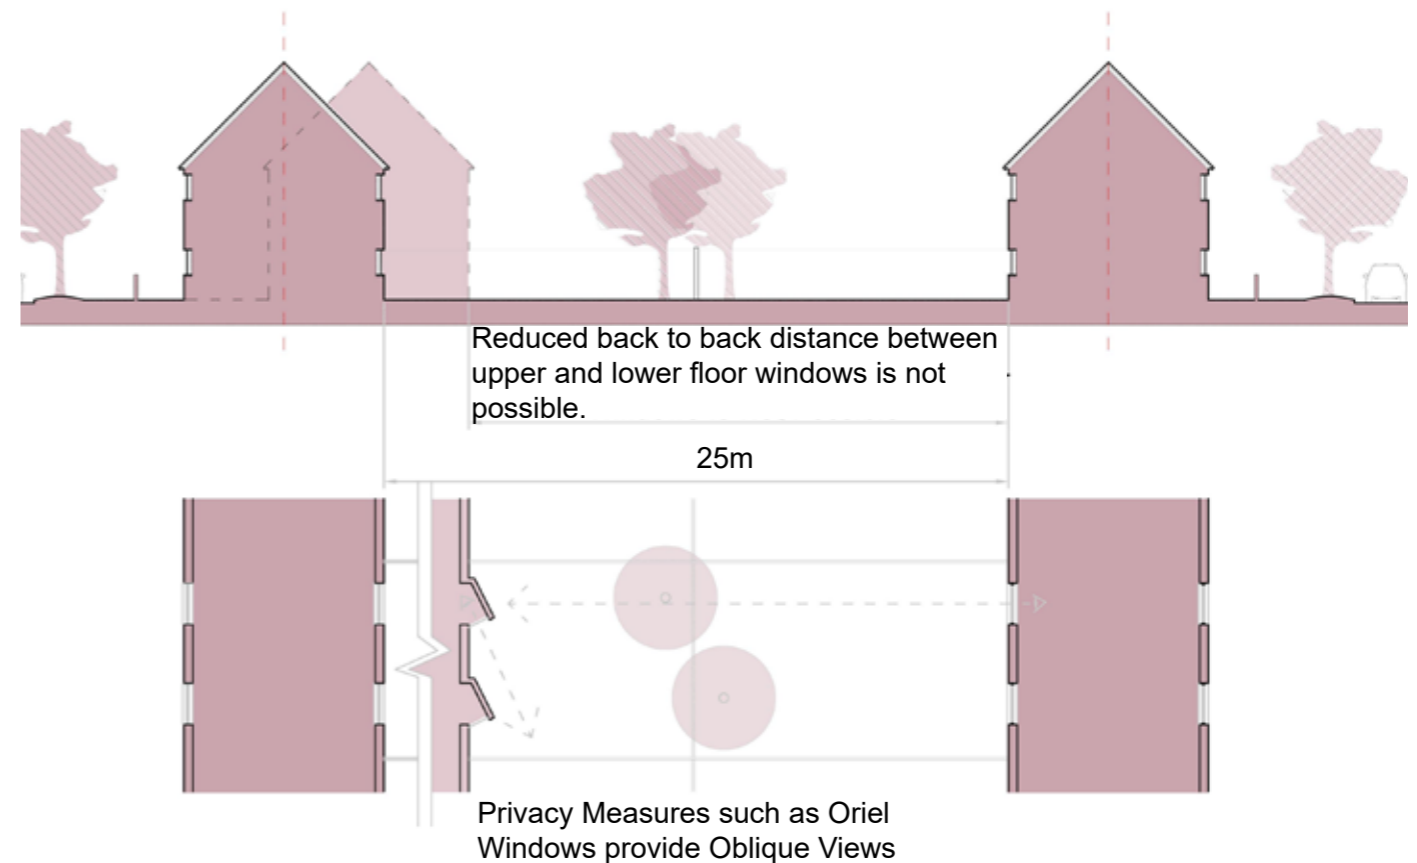 Reduced back to back distance between
upper and lower floor windows is not
possible.
25m
Privacy Measures such as Oriel
Windows provide Oblique Views